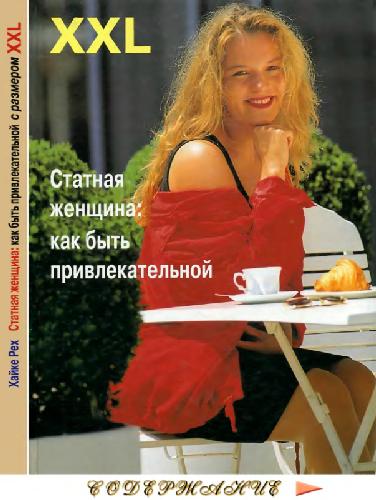 XXL
Статная
женщина:
как быть
привлекательной
Хайке Рех Статная женщина: как быть привлекательной с размером XXL
СОДЕРЖАНИЕ